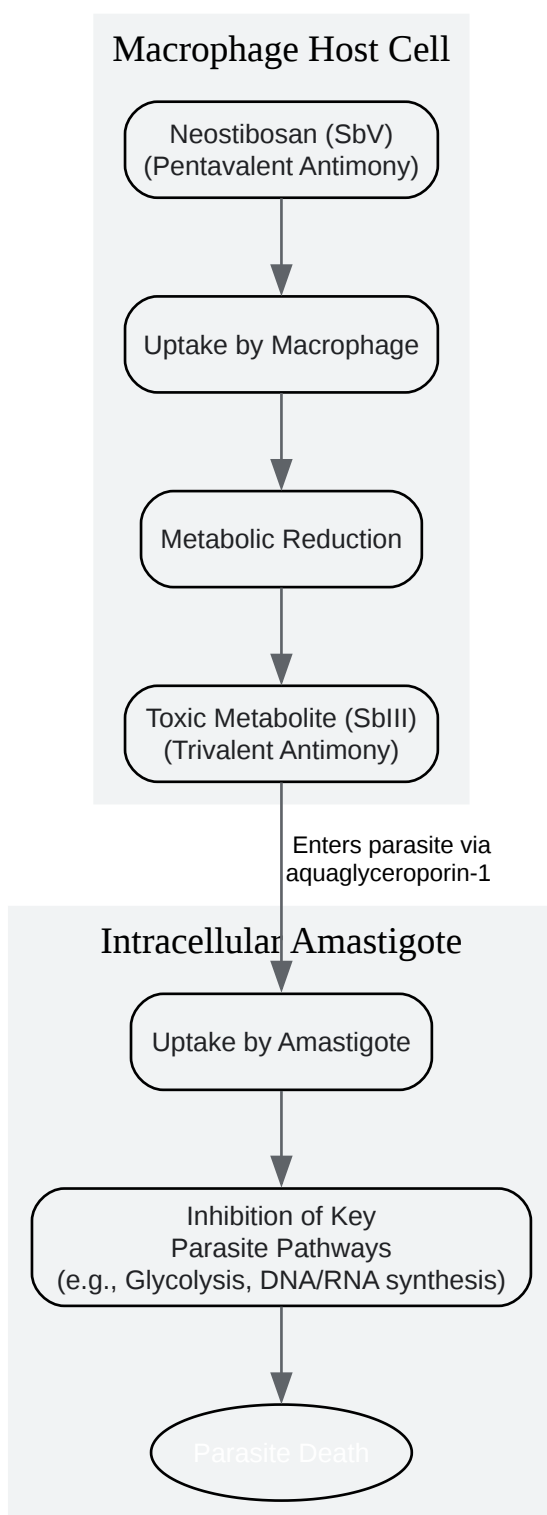 Macrophage Host Cell
Neostibosan (SbV)
(Pentavalent Antimony)
Uptake by Macrophage
Metabolic Reduction
Toxic Metabolite (SbIII)
(Trivalent Antimony)
Enters parasite via
aquaglyceroporin-1
Intracellular Amastigote
Uptake by Amastigote
Inhibition of Key
Parasite Pathways
(e.g., Glycolysis, DNA/RNA synthesis)
Parasite Death